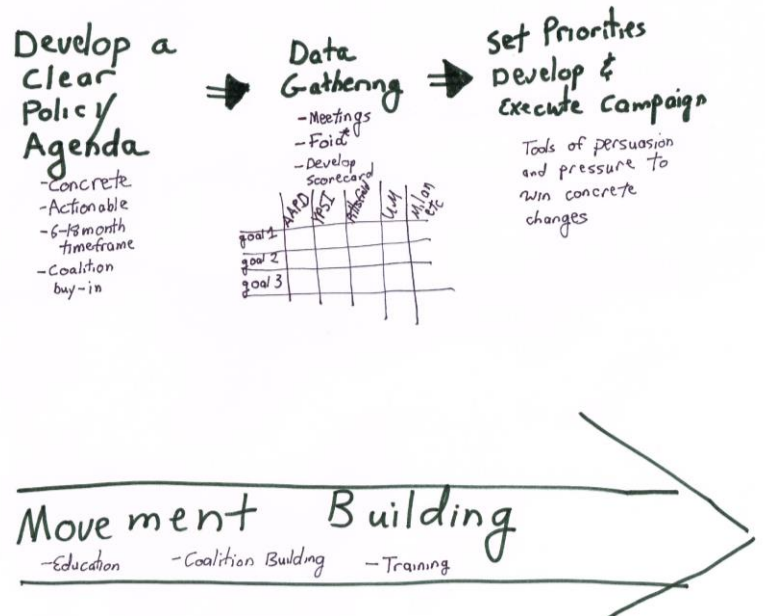 Develop a
Clear
Policy
Agenda
-Concrete
-Actionable
-6-18 month
timeframe
-Coalition
buy-in
Data
Gathering
-Meetings
-Foia*
-Develop
Scorecard
AAPD
YPSI
Pittsfield
UM
Milan
etc
goal 1
goal 2
goal 3
Set Priorities
Develop &
Execute Campaign
Tools of persuasion
and pressure to
win concrete
changes
Movement Building
-Education -Coalition Building -Training